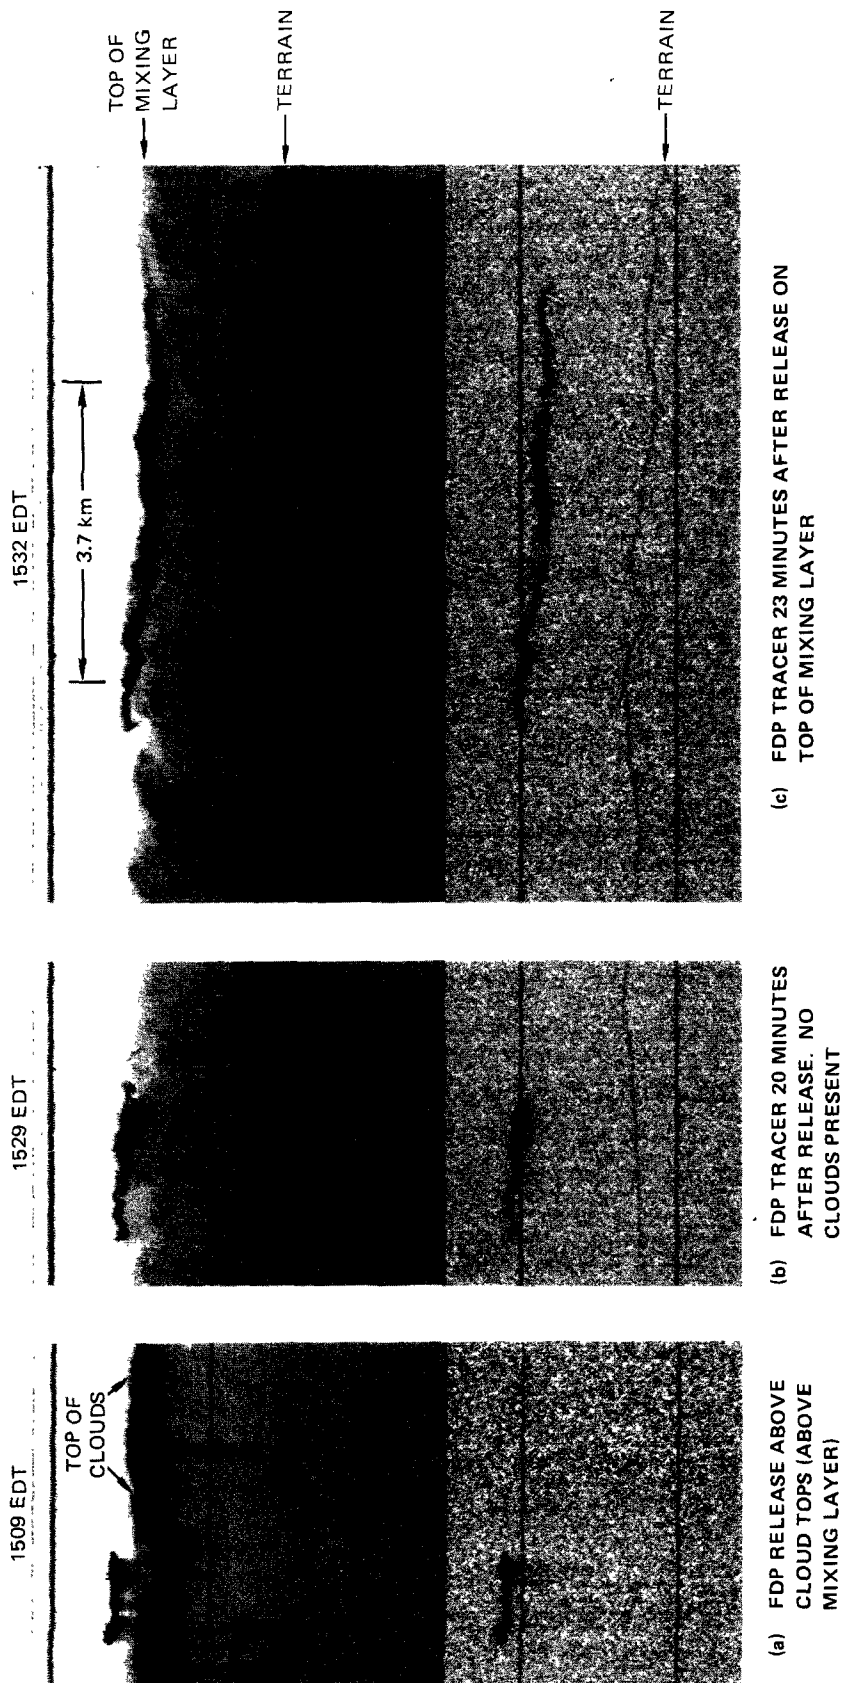 1509 EDT
TOP OF
CLOUDS
(a) FDP RELEASE ABOVE
CLOUD TOPS (ABOVE
MIXING LAYER)
1529 EDT
(b) FDP TRACER 20 MINUTES
AFTER RELEASE. NO
CLOUDS PRESENT
1532 EDT
3.7 km
(c) FDP TRACER 23 MINUTES AFTER RELEASE ON
TOP OF MIXING LAYER
TOP OF
MIXING
LAYER
TERRAIN
TERRAIN